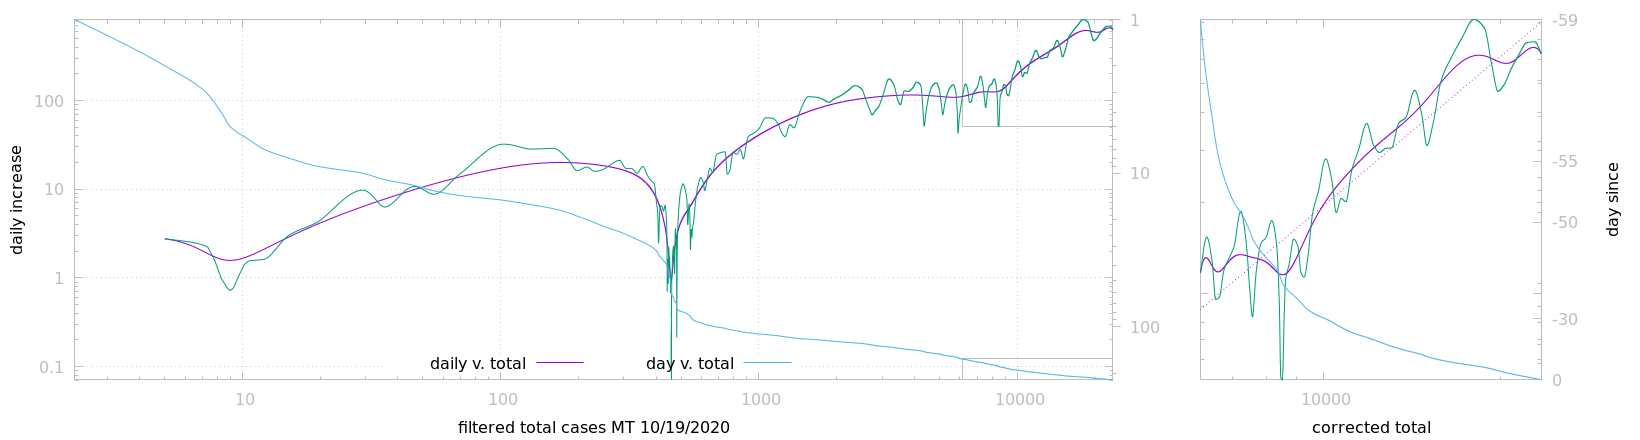 daily increase
100
10
1
0.1
daily v. total
day v. total
1
10
100
10
100
1000
10000
filtered total cases MT 10/19/2020
-59
-55
-50
-30
0
day since
10000
corrected total